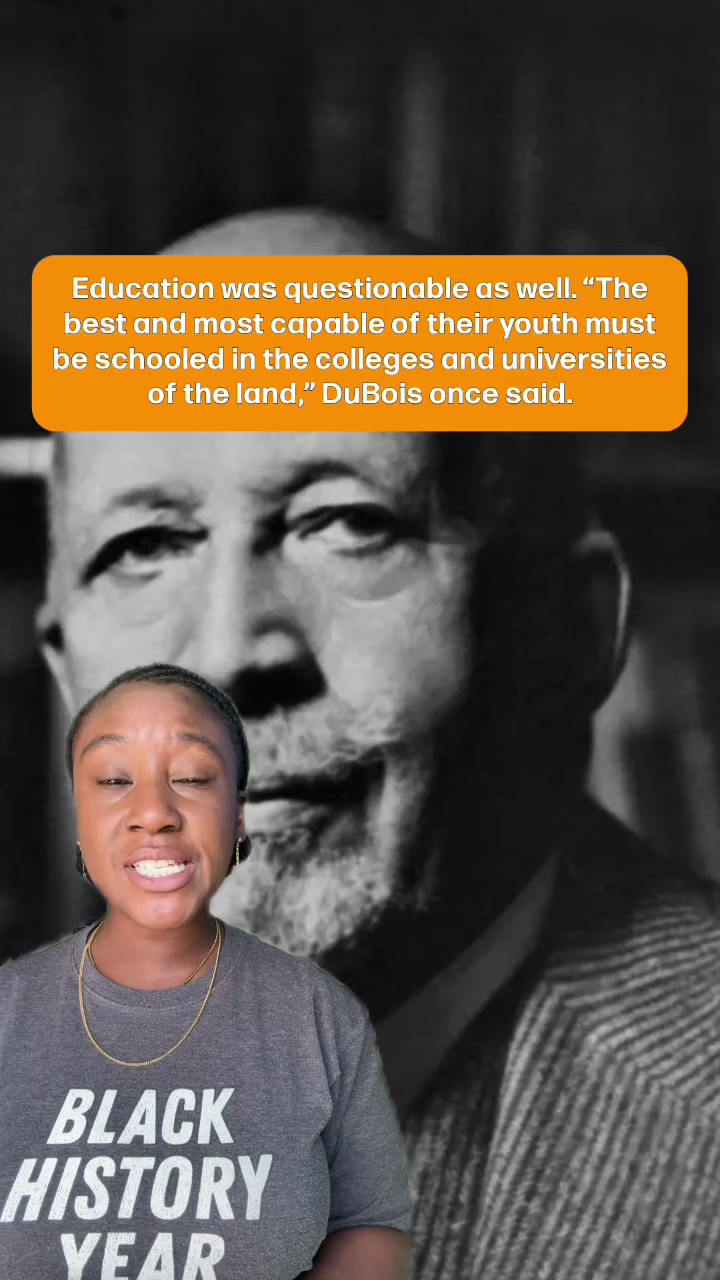 Education was questionable as well. “The
best and most capable of their youth must
be schooled in the colleges and universities
of the land,” DuBois once said.
BLACK
HISTORY
YEAR